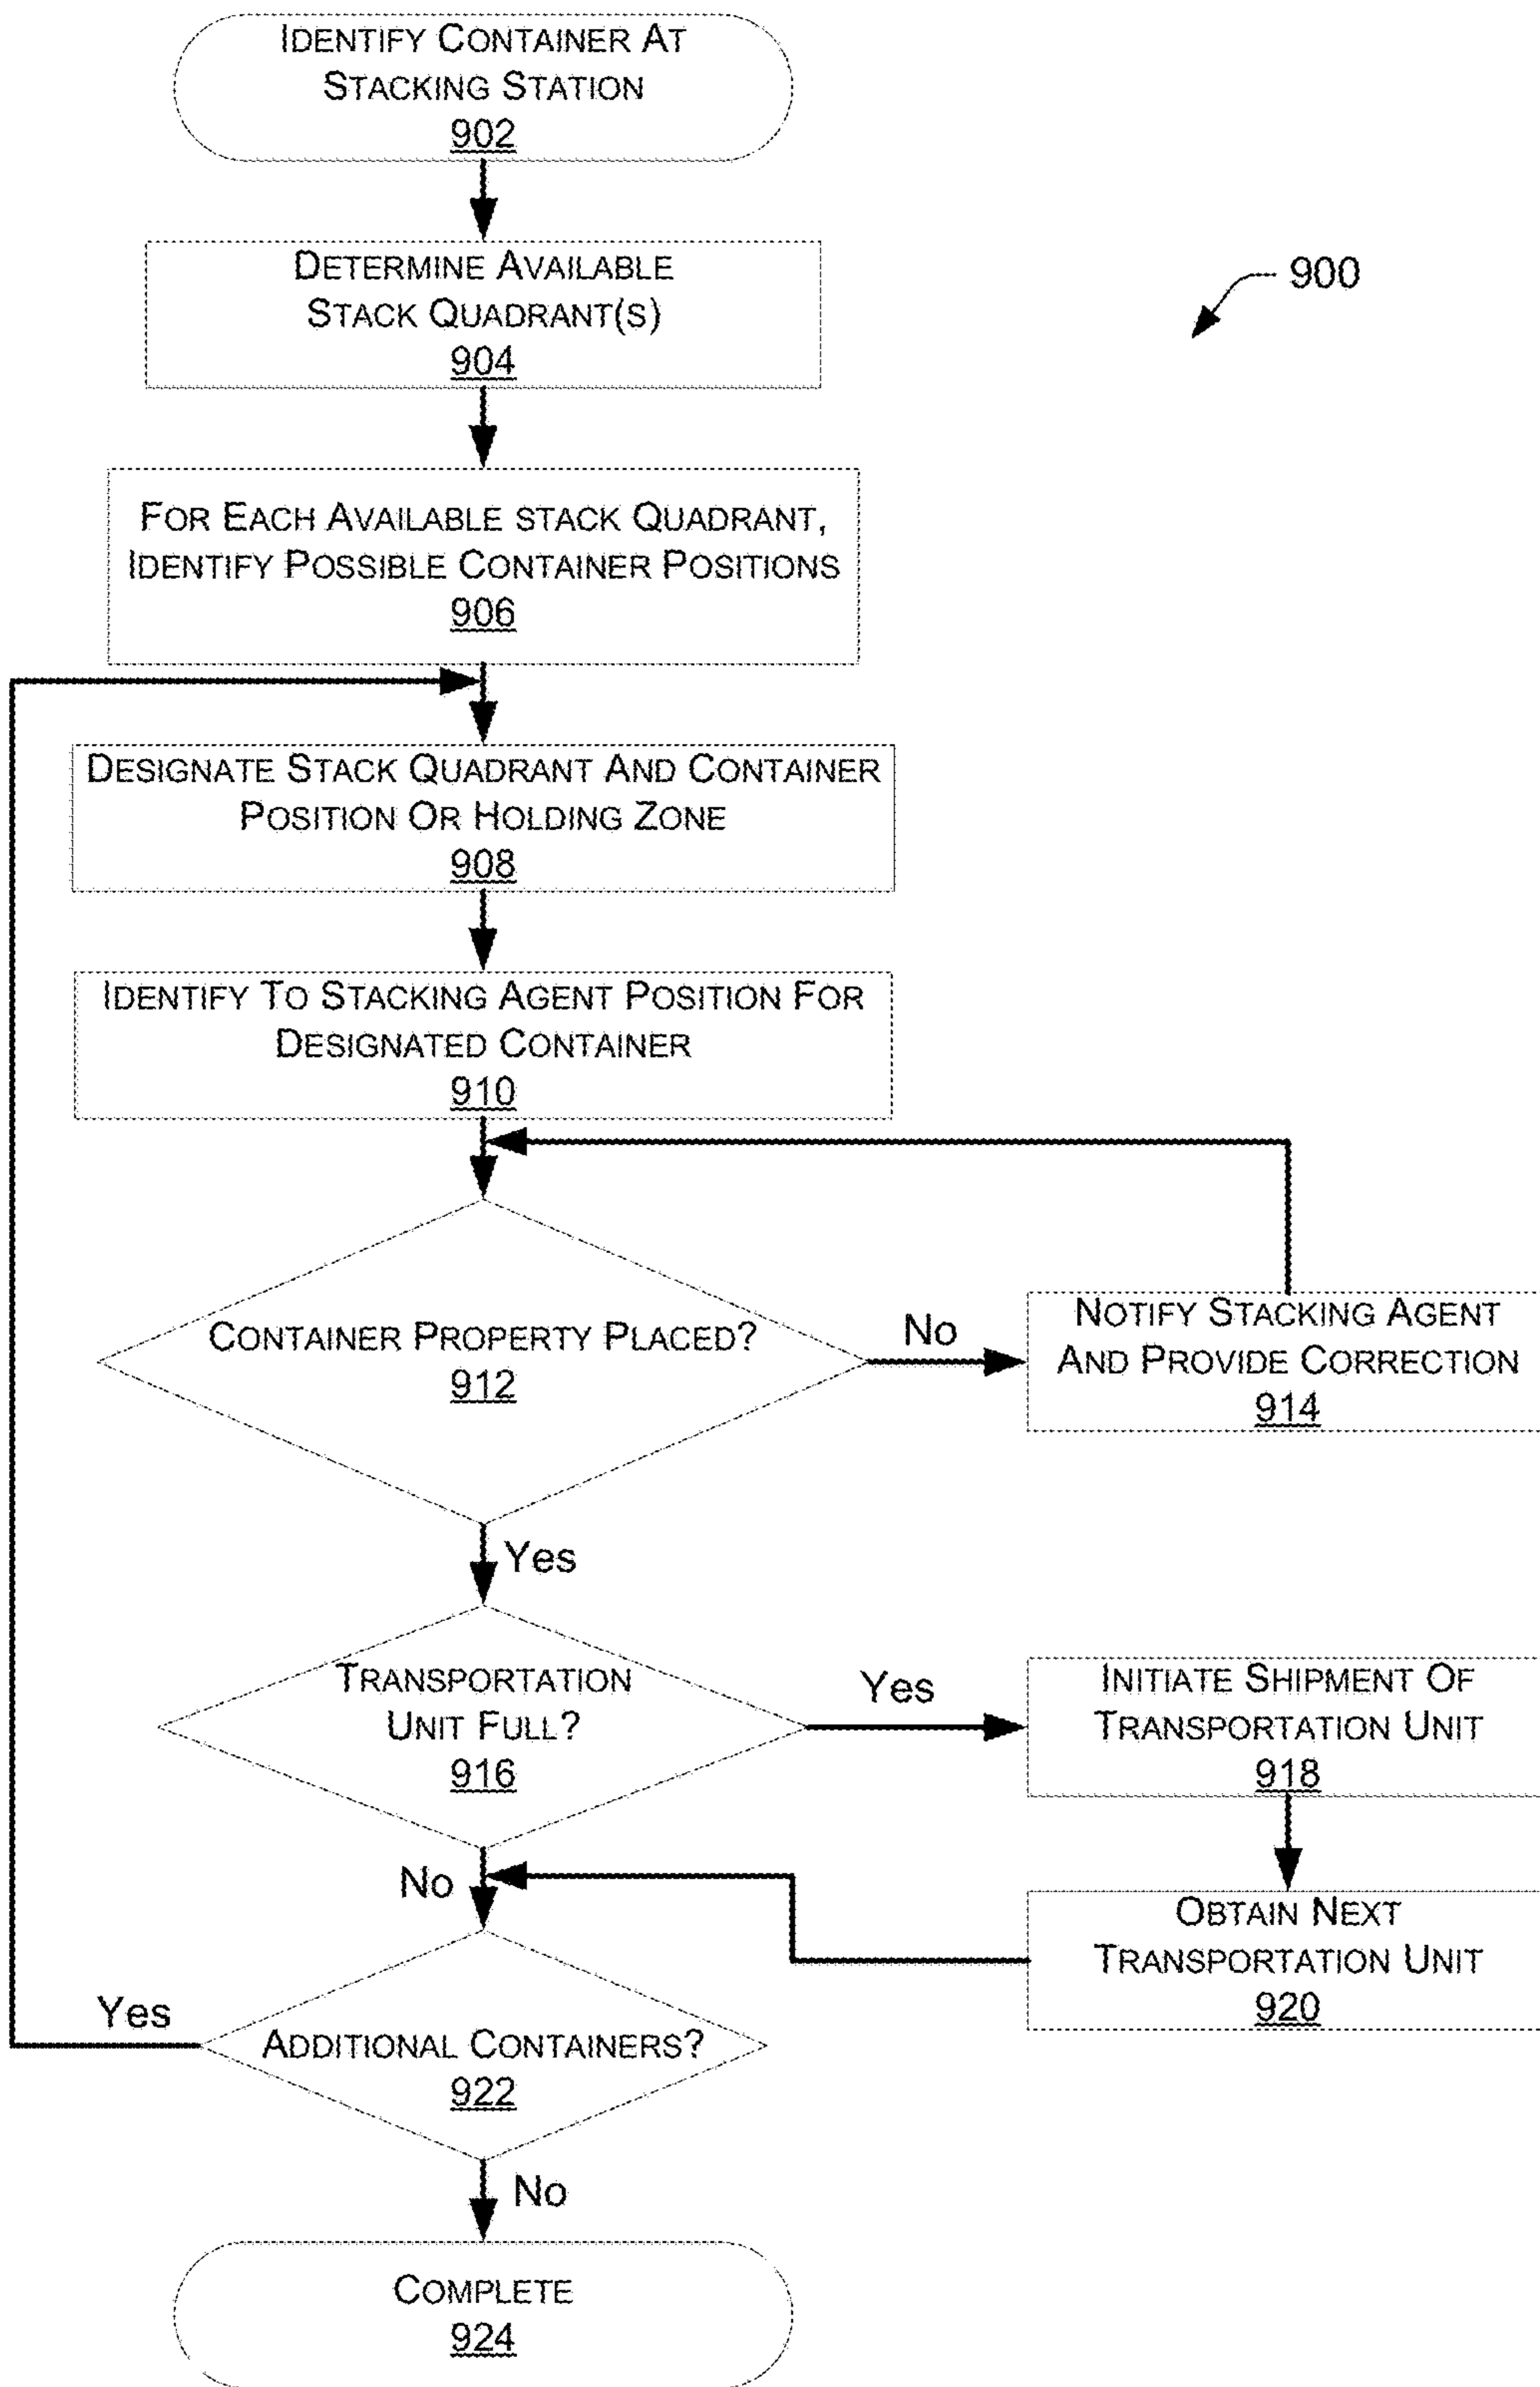 IDENTIFY CONTAINER AT
STACKING STATION
902
DETERMINE AVAILABLE
STACK QUADRANT(S)
904
900
FOR EACH AVAILABLE STACK QUADRANT,
IDENTIFY POSSIBLE CONTAINER POSITIONS
906
DESIGNATE STACK QUADRANT AND CONTAINER
POSITION OR HOLDING ZONE
908
IDENTIFY TO STACKING AGENT POSITION FOR
DESIGNATED CONTAINER
910
CONTAINER PROPERTY PLACED?
912
No
NOTIFY STACKING AGENT
AND PROVIDE CORRECTION
914
Yes
TRANSPORTATION
UNIT FULL?
916
Yes
INITIATE SHIPMENT OF
TRANSPORTATION UNIT
918
No
OBTAIN NEXT
TRANSPORTATION UNIT
920
Yes
ADDITIONAL CONTAINERS?
922
No
COMPLETE
924